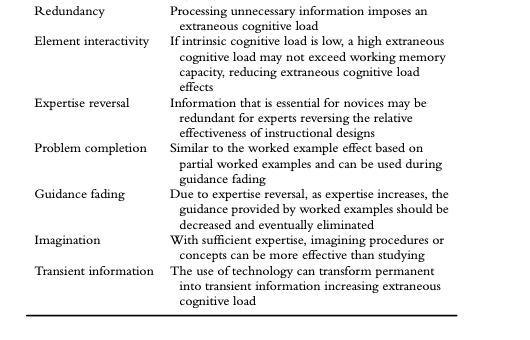 Redundancy Processing unnecessary information imposes an
extraneous cognitive load
Element interactivity If intrinsic cognitive load is low, a high extraneous
cognitive load may not exceed working memory
capacity, reducing extraneous cognitive load
effects
Expertise reversal Information that is essential for novices may be
redundant for experts reversing the relative
effectiveness of instructional designs
Problem completion Similar to the worked example effect based on
partial worked examples and can be used during
guidance fading
Guidance fading Due to expertise reversal, as expertise increases, the
guidance provided by worked examples should be
decreased and eventually eliminated
Imagination With sufficient expertise, imagining procedures or
concepts can be more effective than studying
Transient information The use of technology can transform permanent
into transient information increasing extraneous
cognitive load